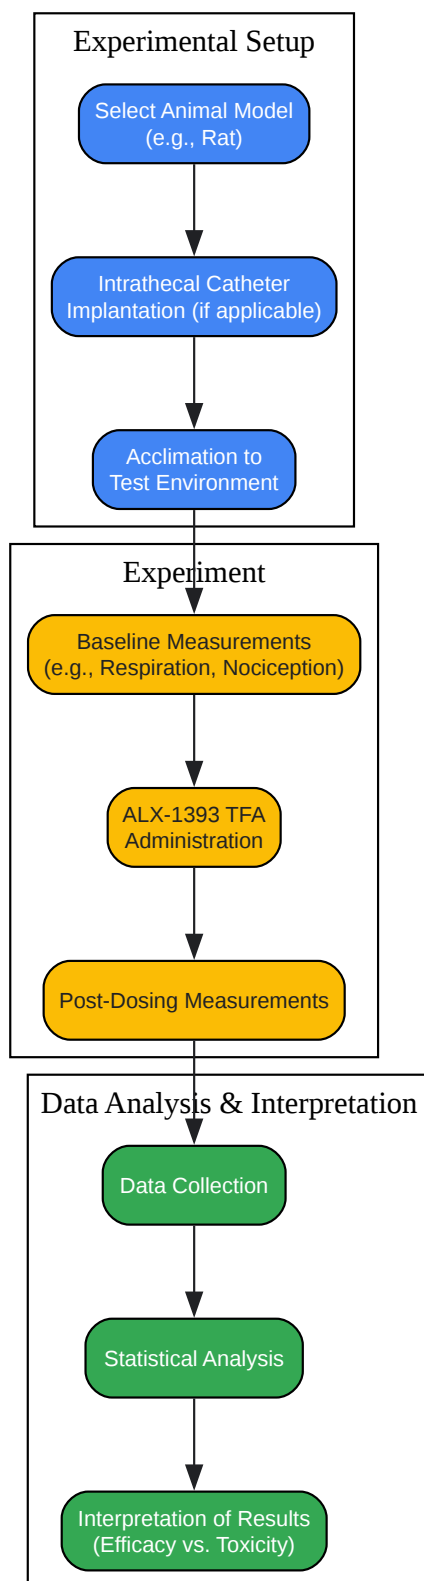 Experimental Setup
Select Animal Model
(e.g., Rat)
Intrathecal Catheter
Implantation (if applicable)
Acclimation to
Test Environment
Experiment
Baseline Measurements
(e.g., Respiration, Nociception)
ALX-1393 TFA
Administration
Post-Dosing Measurements
Data Analysis & Interpretation
Data Collection
Statistical Analysis
Interpretation of Results
(Efficacy vs. Toxicity)